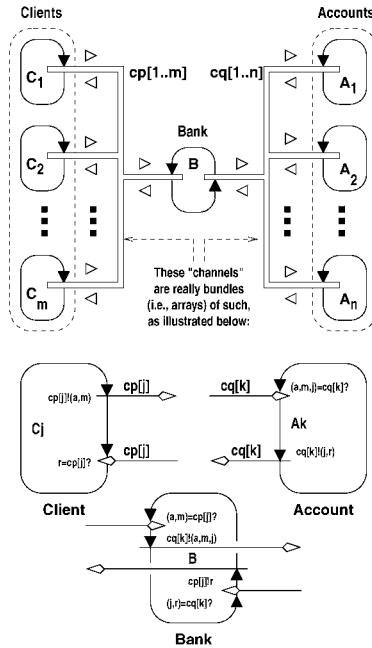 Clients
Accounts
C1
cp[1..m]
cq[1..n]
A1
Bank
C2
B
A2
Cm
These "channels"
are really bundles
(i.e., arrays) of such,
as illustrated below:
An
cp[j]!(a,m)
cp[j]
cq[k]
(a,m,j)=cq[k]?
Cj
Ak
r=cp[j]?
cp[j]
cq[k]
cq[k]!(j,r)
Client
Account
(a,m)=cp[j]?
cq[k]!(a,m,j)
B
cp[j]!r
(j,r)=cq[k]?
Bank